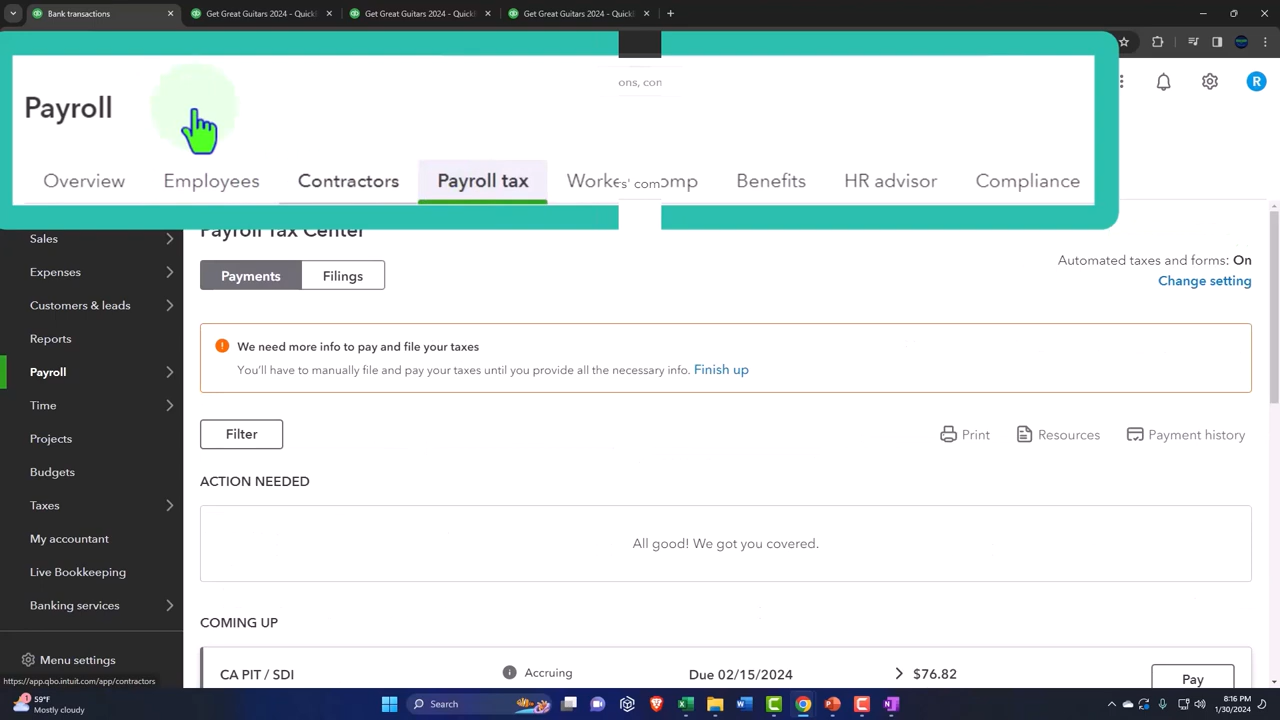 Bank transactions
Get Great Guitars 2024 - Quickb
Get Great Guitars 2024 - Quickb
Get Great Guitars 2024 - Quickb
Payroll
Overview
Employees
Contractors
Payroll tax
Benefits
HR advisor
Compliance
R
Payroll Tax Center
Sales
Expenses
Customers & leads
Reports
Payroll
Time
Projects
Budgets
Taxes
My accountant
Live Bookkeeping
Banking services
Menu settings
Payments
Filings
Automated taxes and forms: On
Change setting
We need more info to pay and file your taxes
You'll have to manually file and pay your taxes until you provide all the necessary info. Finish up
Filter
Print
Resources
Payment history
ACTION NEEDED
All good! We got you covered.
COMING UP
CA PIT / SDI
Accruing
Due 02/15/2024
$76.82
Pay
https://app.qbo.intuit.com/app/contractors
59°F
Mostly cloudy
Search
8:16 PM
1/30/2024